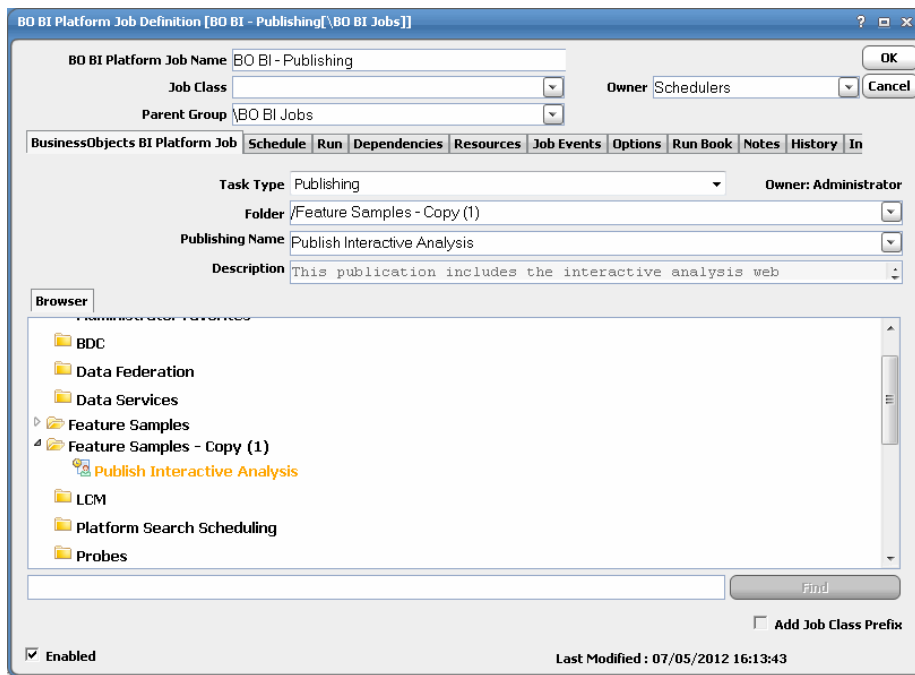 BO BI Platform Job Definition [BO BI - Publishing[\BO BI Jobs]]
BO BI Platform Job Name BO BI - Publishing OK
Job Class Owner Schedulers Cancel
Parent Group \BO BI Jobs
BusinessObjects BI Platform Job Schedule Run Dependencies Resources Job Events Options Run Book Notes History In
Task Type Publishing Owner: Administrator
Folder /Feature Samples - Copy (1)
Publishing Name Publish Interactive Analysis
Description This publication includes the interactive analysis web
Browser
Administrator Favorites
BDC
Data Federation
Data Services
Feature Samples
Feature Samples - Copy (1)
Publish Interactive Analysis
LCM
Platform Search Scheduling
Probes
Find
Add Job Class Prefix
Enabled Last Modified : 07/05/2012 16:13:43